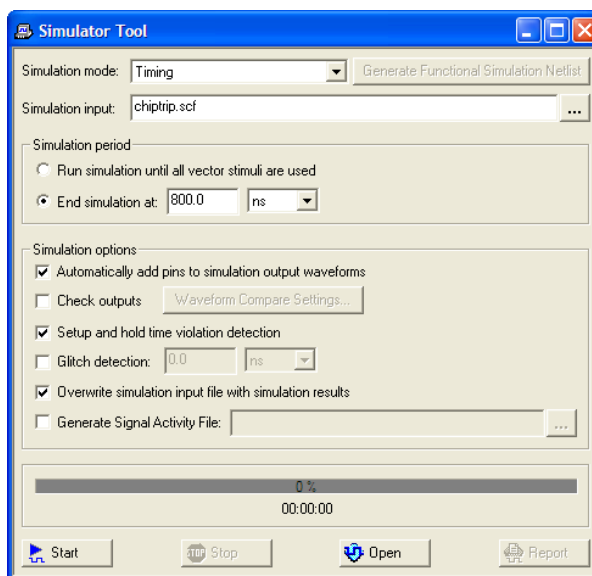 Simulator Tool
Simulation mode: Timing Generate Functional Simulation Netlist
Simulation input: chiptrip.scf ...
Simulation period
Run simulation until all vector stimuli are used
End simulation at: 800.0 ns
Simulation options
Automatically add pins to simulation output waveforms
Check outputs Waveform Compare Settings...
Setup and hold time violation detection
Glitch detection: 0.0 ns
Overwrite simulation input file with simulation results
Generate Signal Activity File: ...
0 %
00:00:00
Start STOP Stop Open Report